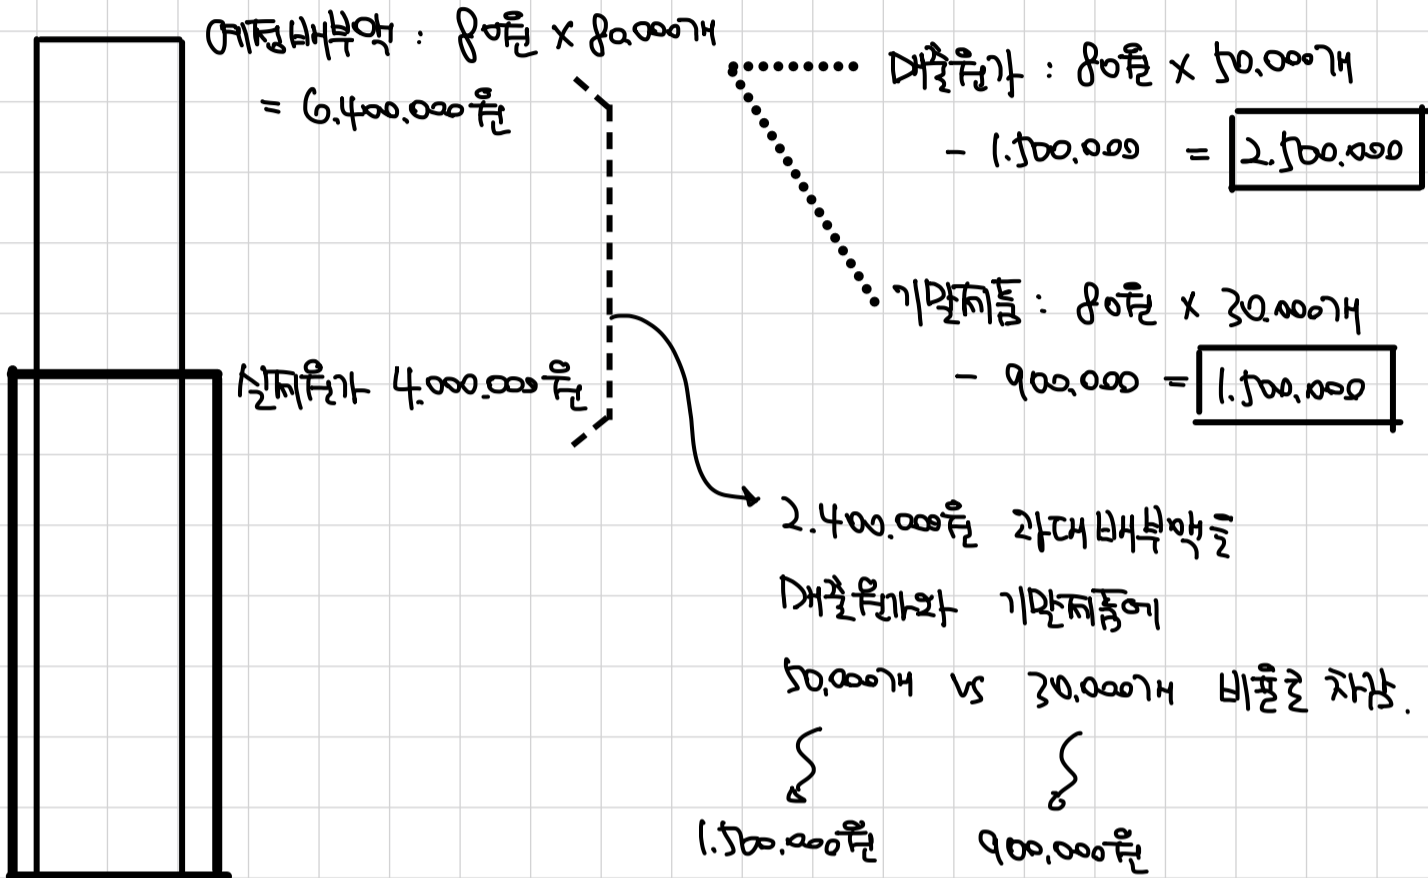 예정배부액 : 80원 × 80.000개
= 6.400.000원
매출원가 : 80원 × 50.000개
- 1.500.000 = 2.500.000
기말제품 : 80원 × 30.000개
- 900.000 = 1.500.000
실제원가 4.000.000원
2.400.000원 과대배부액을
매출원가와 기말제품에
50.000개 vs 30.000개 비율로 차감.
1.500.000원 900.000원